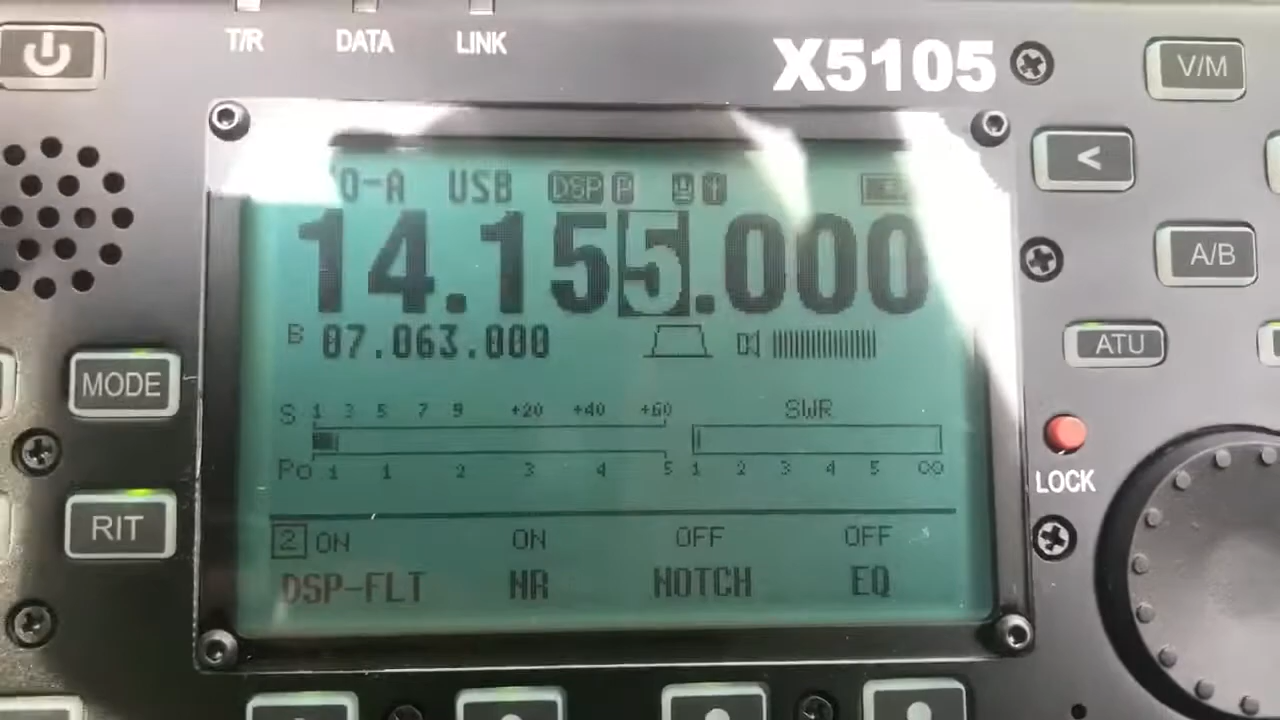 T/R DATA LINK
X5105
V/M
<
O-A USB DSP P
14.155.000
A/B
B 07.063.000
ATU
MODE
S 1 3 5 7 9 +20 +40 +60 SWR
Po 1 1 2 3 4 5 1 2 3 4 5 ∞
LOCK
RIT
2 ON ON OFF OFF
DSP-FLT NR NOTCH EQ